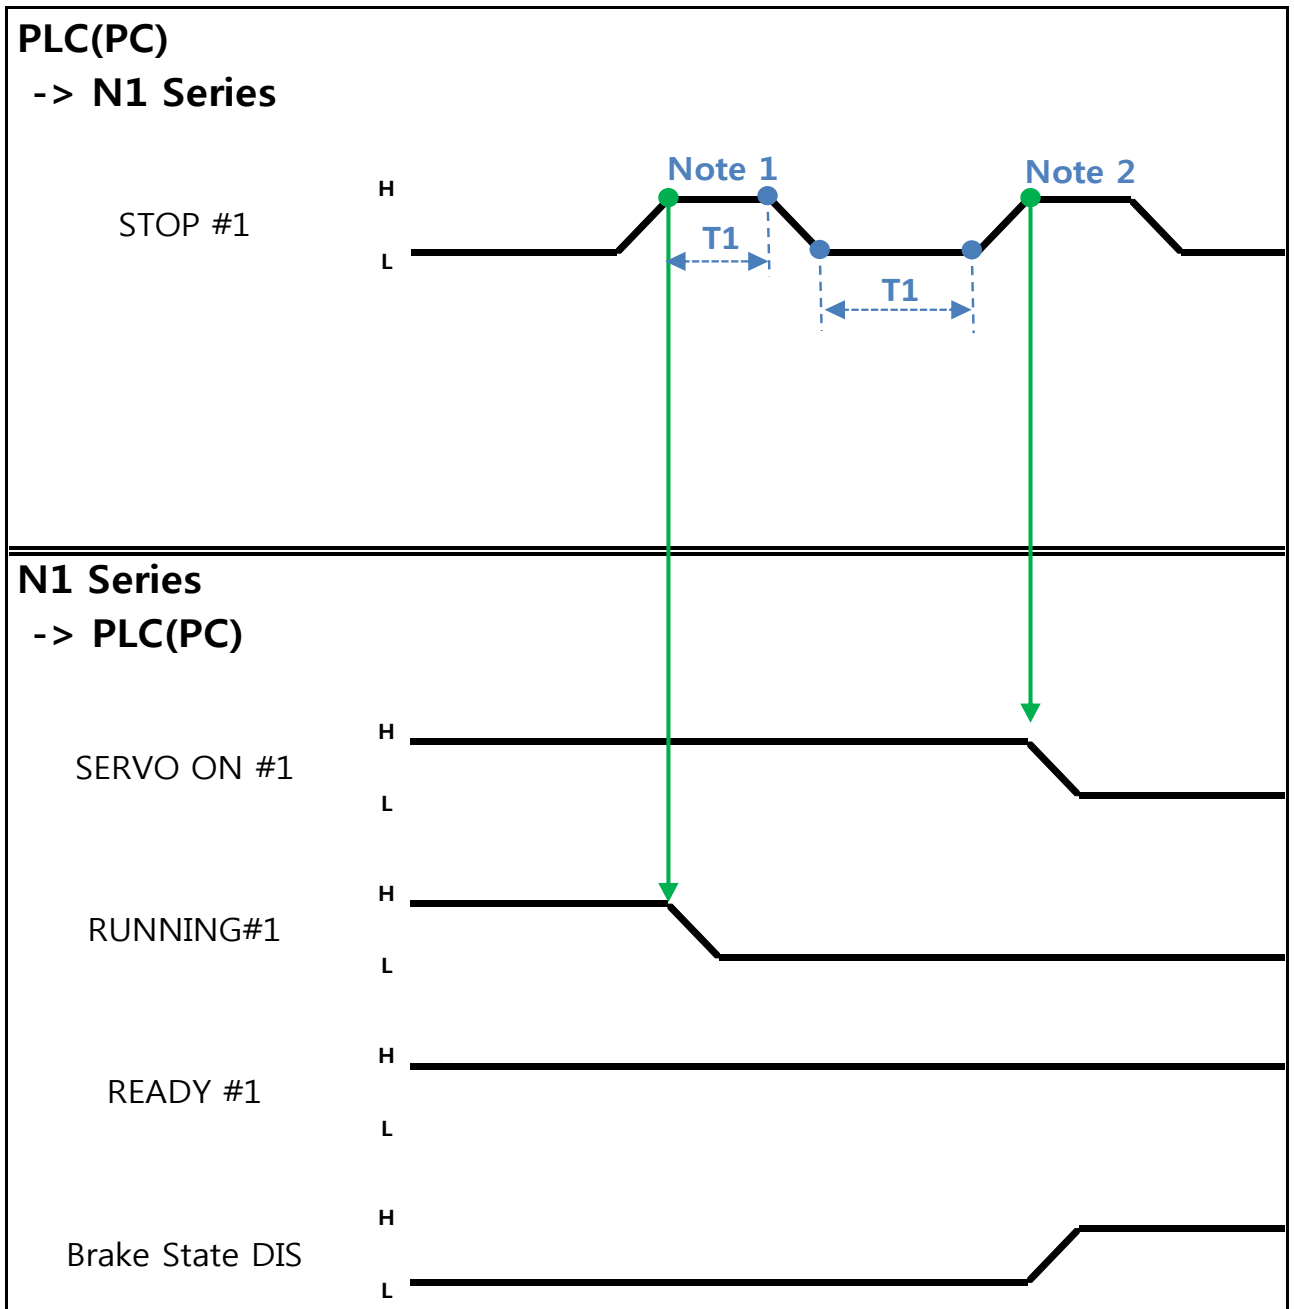 PLC(PC)
-> N1 Series
Note 1
Note 2
H
STOP #1
T1
L
T1
N1 Series
-> PLC(PC)
H
SERVO ON #1
L
H
RUNNING#1
L
H
READY #1
L
H
Brake State DIS
L